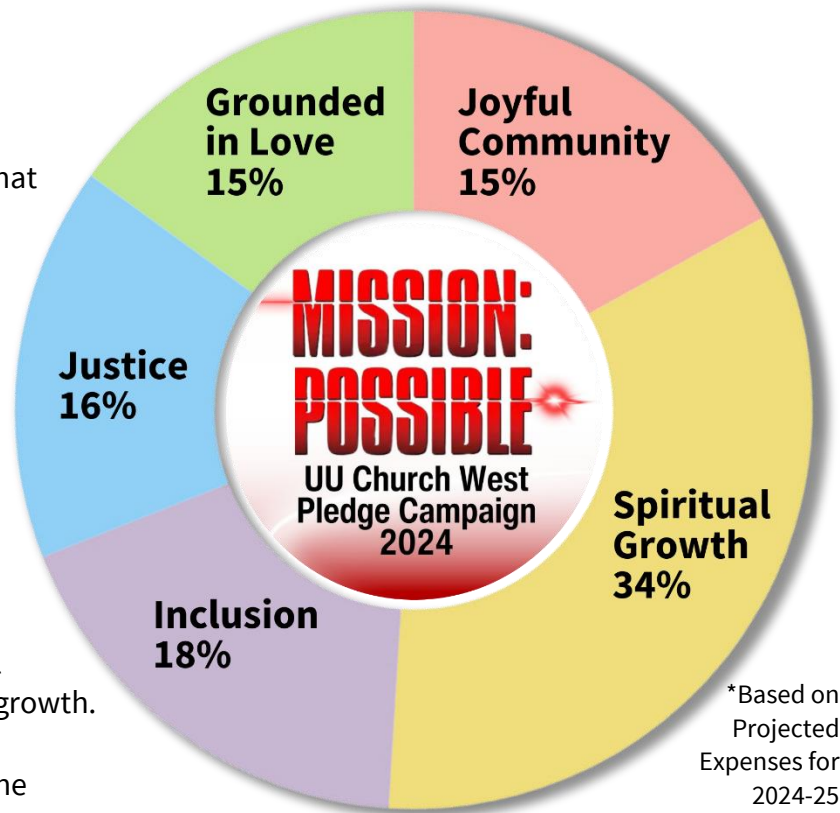 Grounded
in Love
15%
Joyful
Community
15%
hat
Justice
16%
MISSION:
POSSIBLE
UU Church West
Pledge Campaign
2024
Spiritual
Growth
34%
Inclusion
18%
growth.
*Based on
Projected
Expenses for
2024-25